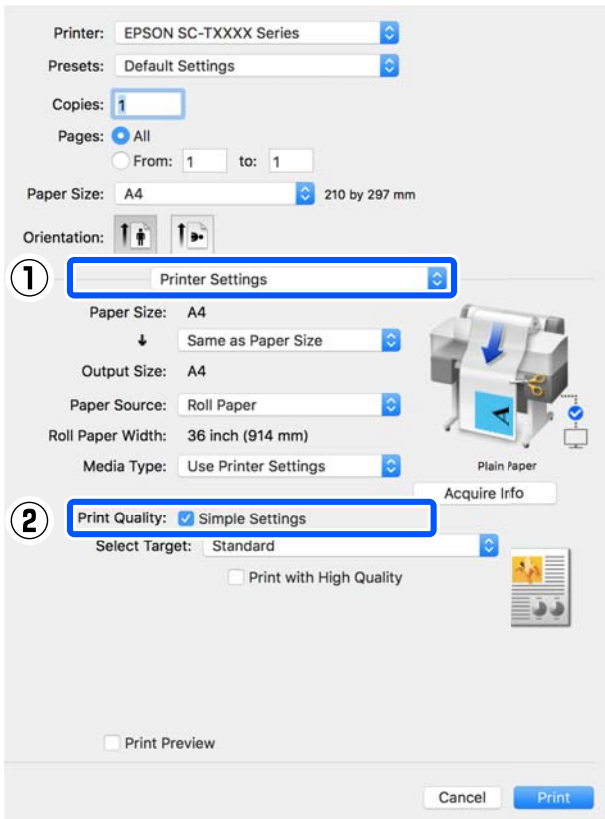 Printer: EPSON SC-TXXXX Series
Presets: Default Settings
Copies: 1
Pages: All
From: 1 to: 1
Paper Size: A4 210 by 297 mm
Orientation:
1 Printer Settings
Paper Size: A4
Same as Paper Size
Output Size: A4
Paper Source: Roll Paper
Roll Paper Width: 36 inch (914 mm)
Media Type: Use Printer Settings
Plain Paper
Acquire Info
2 Print Quality: Simple Settings
Select Target: Standard
Print with High Quality
Print Preview
Cancel Print
A